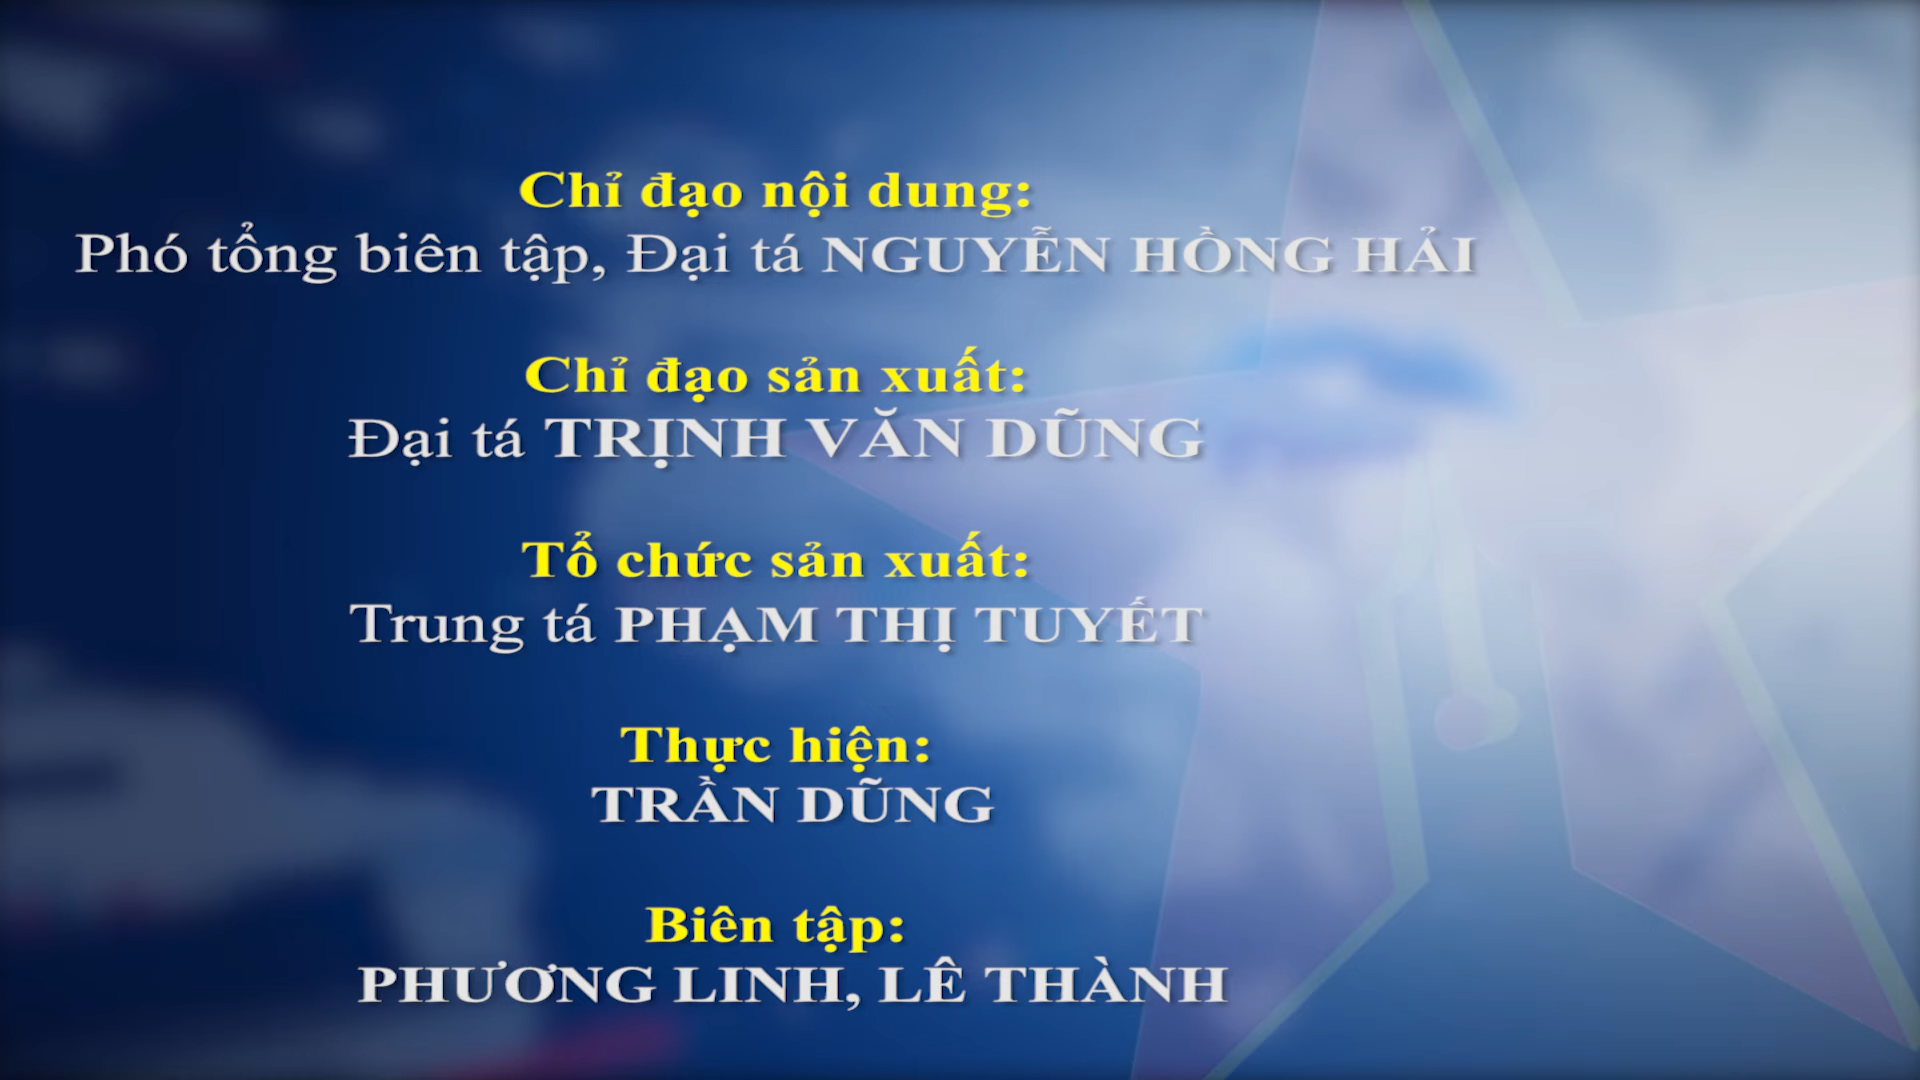 Chỉ đạo nội dung:
Phó tổng biên tập, Đại tá NGUYỄN HỒNG HẢI
Chỉ đạo sản xuất:
Đại tá TRỊNH VĂN DŨNG
Tổ chức sản xuất:
Trung tá PHẠM THỊ TUYẾT
Thực hiện:
TRẦN DŨNG
Biên tập:
PHƯƠNG LINH, LÊ THÀNH